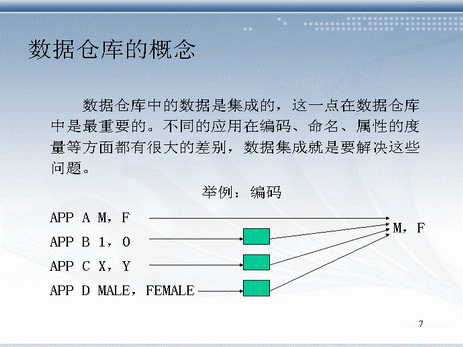 数据仓库的概念
数据仓库中的数据是集成的，这一点在数据仓库
中是最重要的。不同的应用在编码、命名、属性的度
量等方面都有很大的差别，数据集成就是要解决这些
问题。
举例：编码
APP A M，F
M，F
APP B 1，0
APP C X，Y
APP D MALE，FEMALE
7